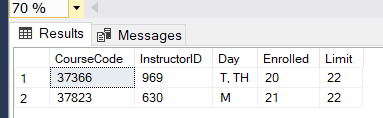 70 %
Results Messages
CourseCode InstructorID Day Enrolled Limit
1 37366 969 T, TH 20 22
2 37823 630 M 21 22